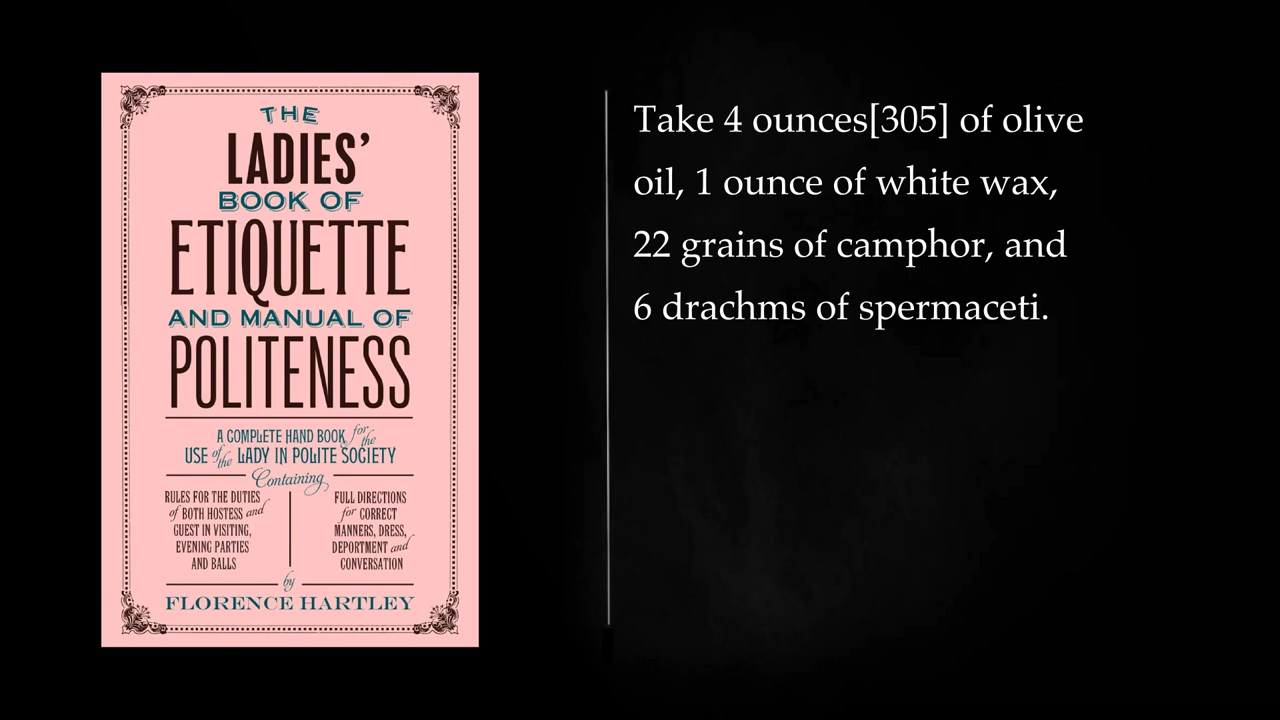 THE
LADIES'
BOOK OF
ETIQUETTE
AND MANUAL OF
POLITENESS
A COMPLETE HAND BOOK for the
USE of the LADY IN POLITE SOCIETY
Containing
RULES FOR THE DUTIES
of BOTH HOSTESS and
GUEST IN VISITING,
EVENING PARTIES
AND BALLS
FULL DIRECTIONS
for CORRECT
MANNERS, DRESS,
DEPORTMENT and
CONVERSATION
by
FLORENCE HARTLEY
Take 4 ounces[305] of olive
oil, 1 ounce of white wax,
22 grains of camphor, and
6 drachms of spermaceti.